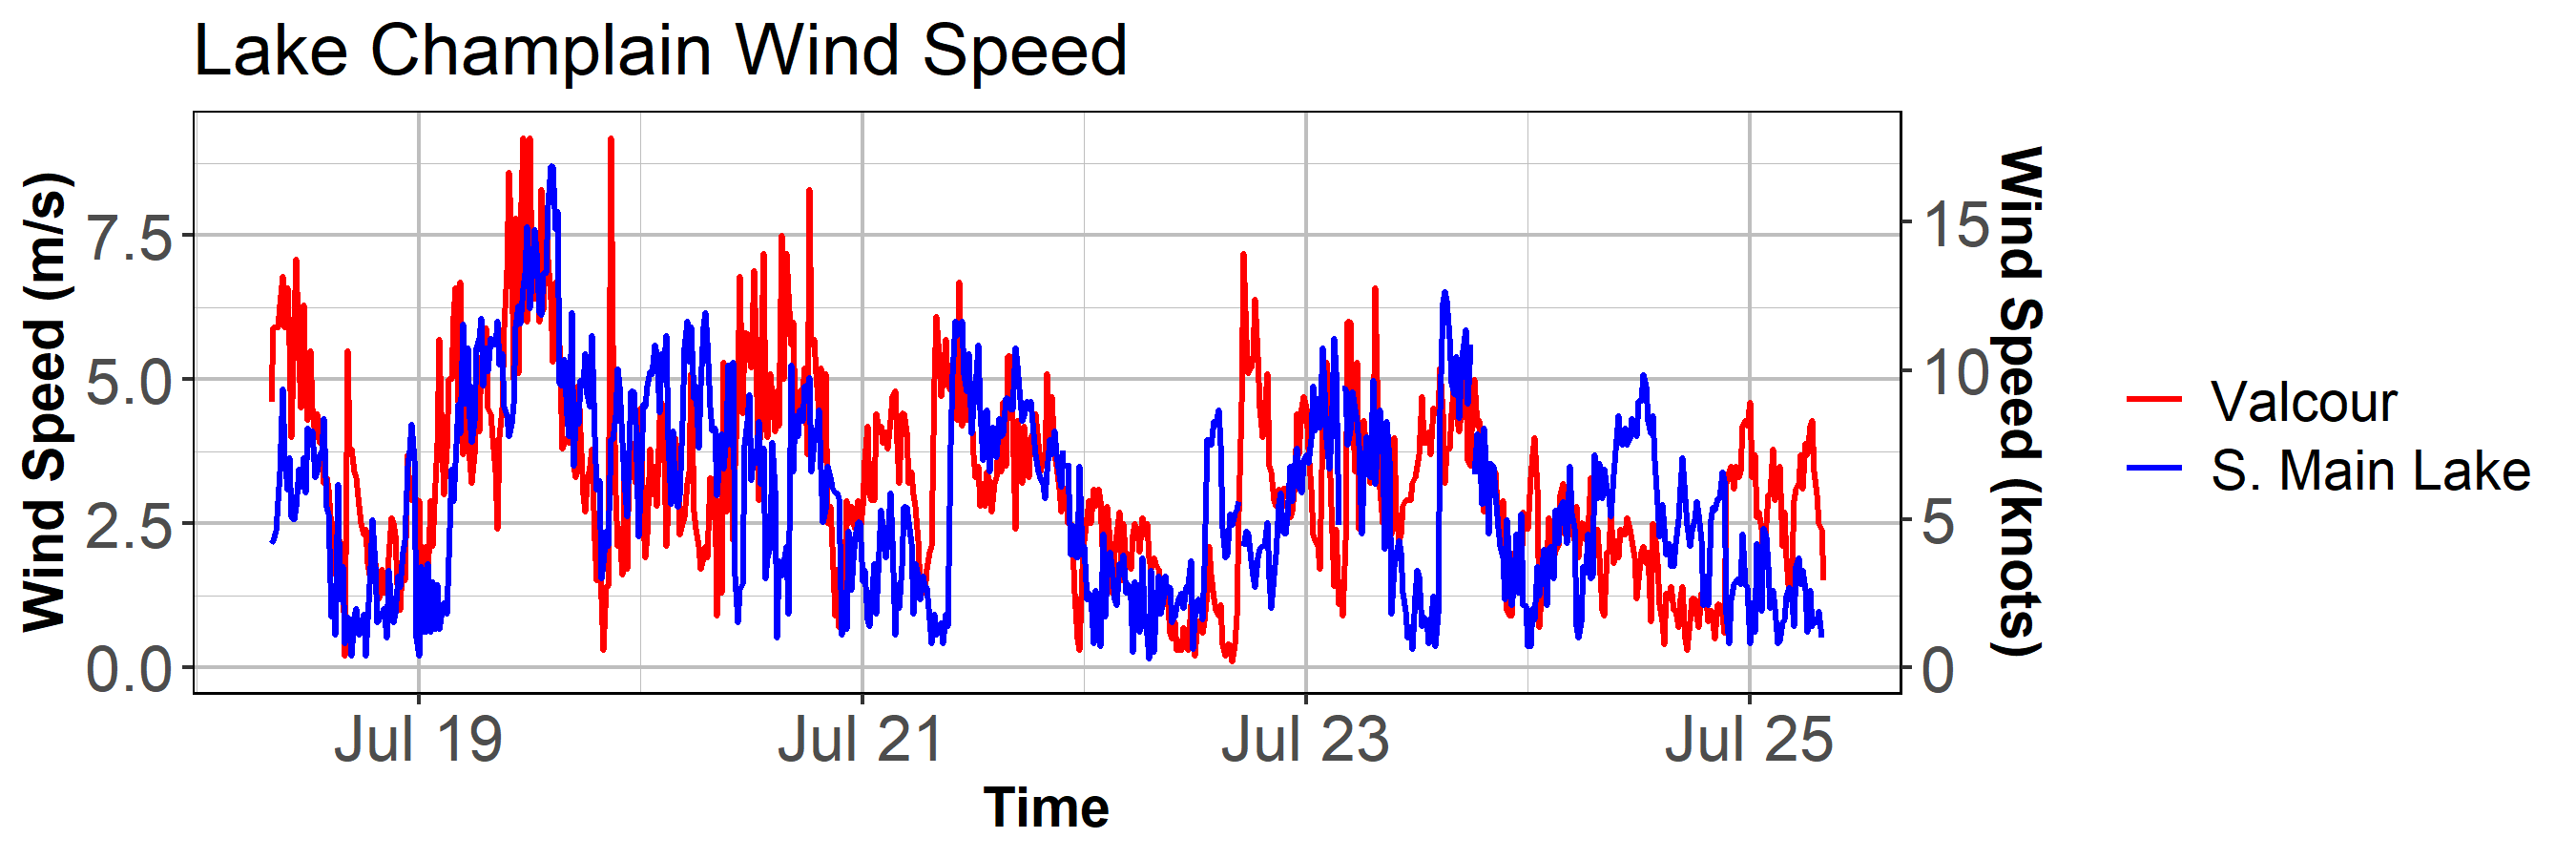 Lake Champlain Wind Speed
Wind Speed (m/s)
7.5
5.0
2.5
0.0
15
10
5
0
Wind Speed (knots)
Jul 19
Jul 21
Jul 23
Jul 25
Time
Valcour
S. Main Lake